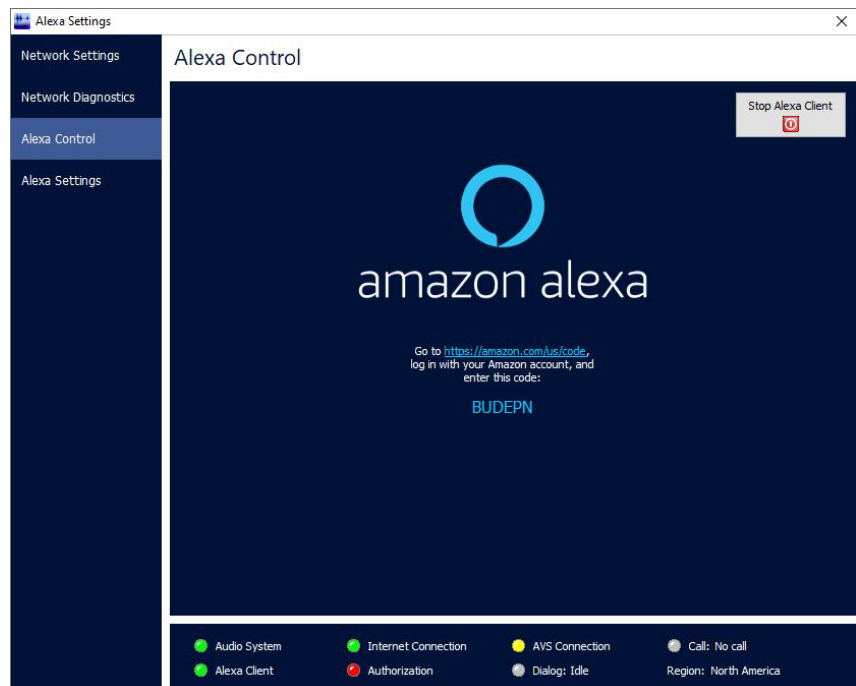 Alexa Settings
Network Settings
Network Diagnostics
Alexa Control
Alexa Settings
Alexa Control
Stop Alexa Client
amazon alexa
Go to https://amazon.com/us/code,
log in with your Amazon account, and
enter this code:
BUDEPN
Audio System
Internet Connection
AVS Connection
Call: No call
Alexa Client
Authorization
Dialog: Idle
Region: North America